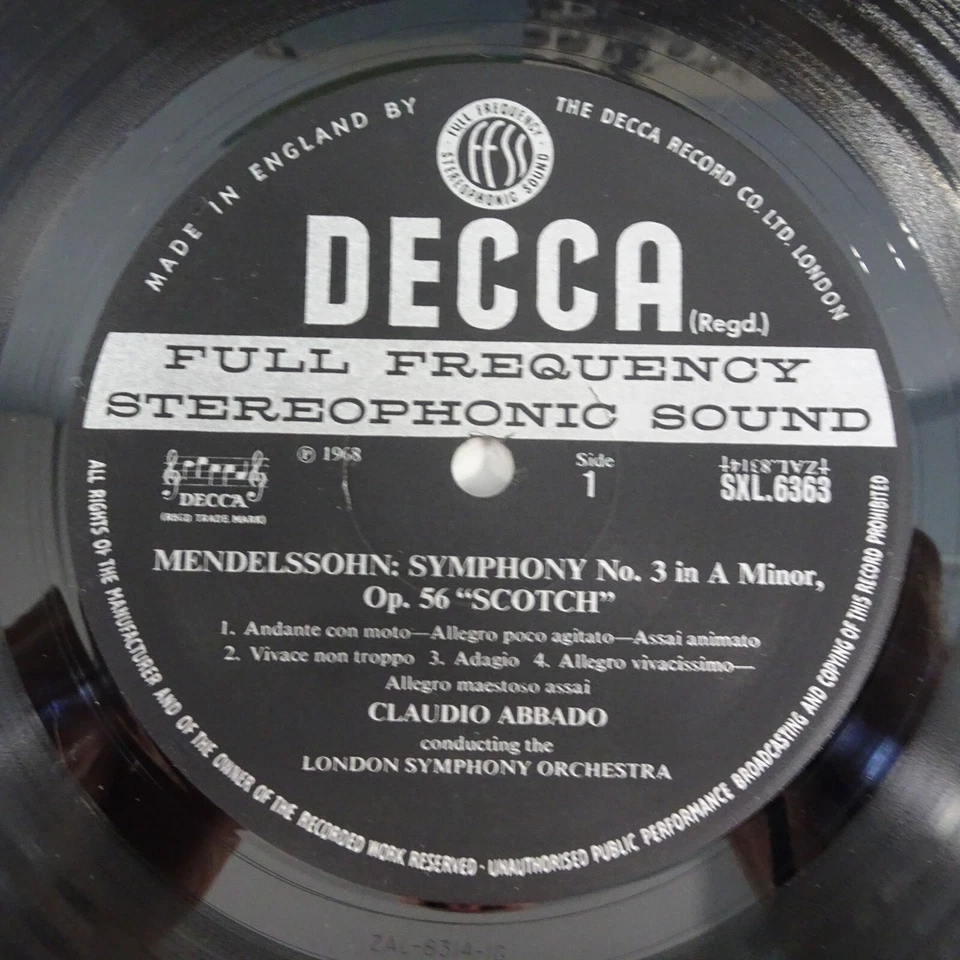 MADE IN ENGLAND BY
THE DECCA RECORD CO. LTD. LONDON
FULL FREQUENCY
ffss
STEREOPHONIC SOUND
DECCA
(Regd.)
FULL FREQUENCY
STEREOPHONIC SOUND
DECCA
(REGD TRADE MARK)
Ⓟ 1968
Side
1
‡ZAL.8314‡
SXL.6363
MENDELSSOHN: SYMPHONY No. 3 in A Minor,
Op. 56 “SCOTCH”
1. Andante con moto—Allegro poco agitato—Assai animato
2. Vivace non troppo 3. Adagio 4. Allegro vivacissimo—
Allegro maestoso assai
CLAUDIO ABBADO
conducting the
LONDON SYMPHONY ORCHESTRA
ALL RIGHTS OF THE MANUFACTURER AND OF THE OWNER OF THE RECORDED WORK RESERVED · UNAUTHORISED PUBLIC PERFORMANCE BROADCASTING AND COPYING OF THIS RECORD PROHIBITED